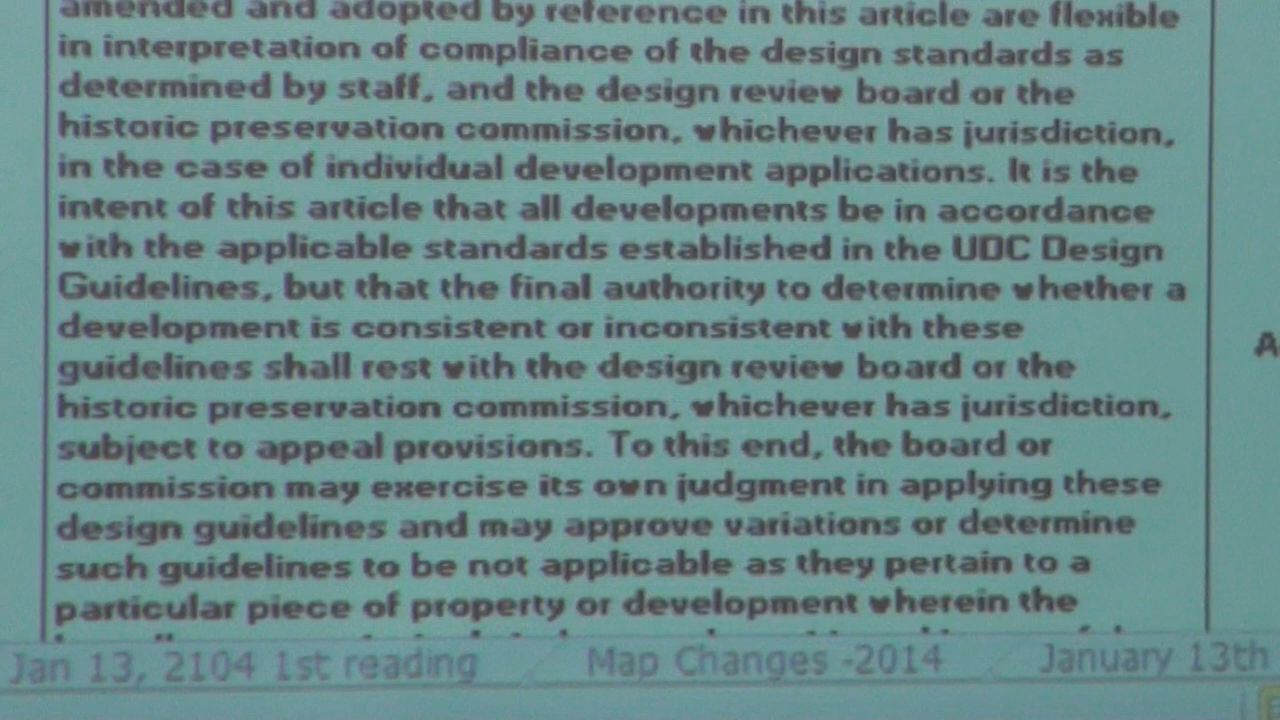 amended and adopted by reference in this article are flexible
in interpretation of compliance of the design standards as
determined by staff, and the design review board or the
historic preservation commission, whichever has jurisdiction,
in the case of individual development applications. It is the
intent of this article that all developments be in accordance
with the applicable standards established in the UDC Design
Guidelines, but that the final authority to determine whether a
development is consistent or inconsistent with these
guidelines shall rest with the design review board or the
historic preservation commission, whichever has jurisdiction,
subject to appeal provisions. To this end, the board or
commission may exercise its own judgment in applying these
design guidelines and may approve variations or determine
such guidelines to be not applicable as they pertain to a
particular piece of property or development wherein the
A
Jan 13, 2104 1st reading
Map Changes -2014
January 13th